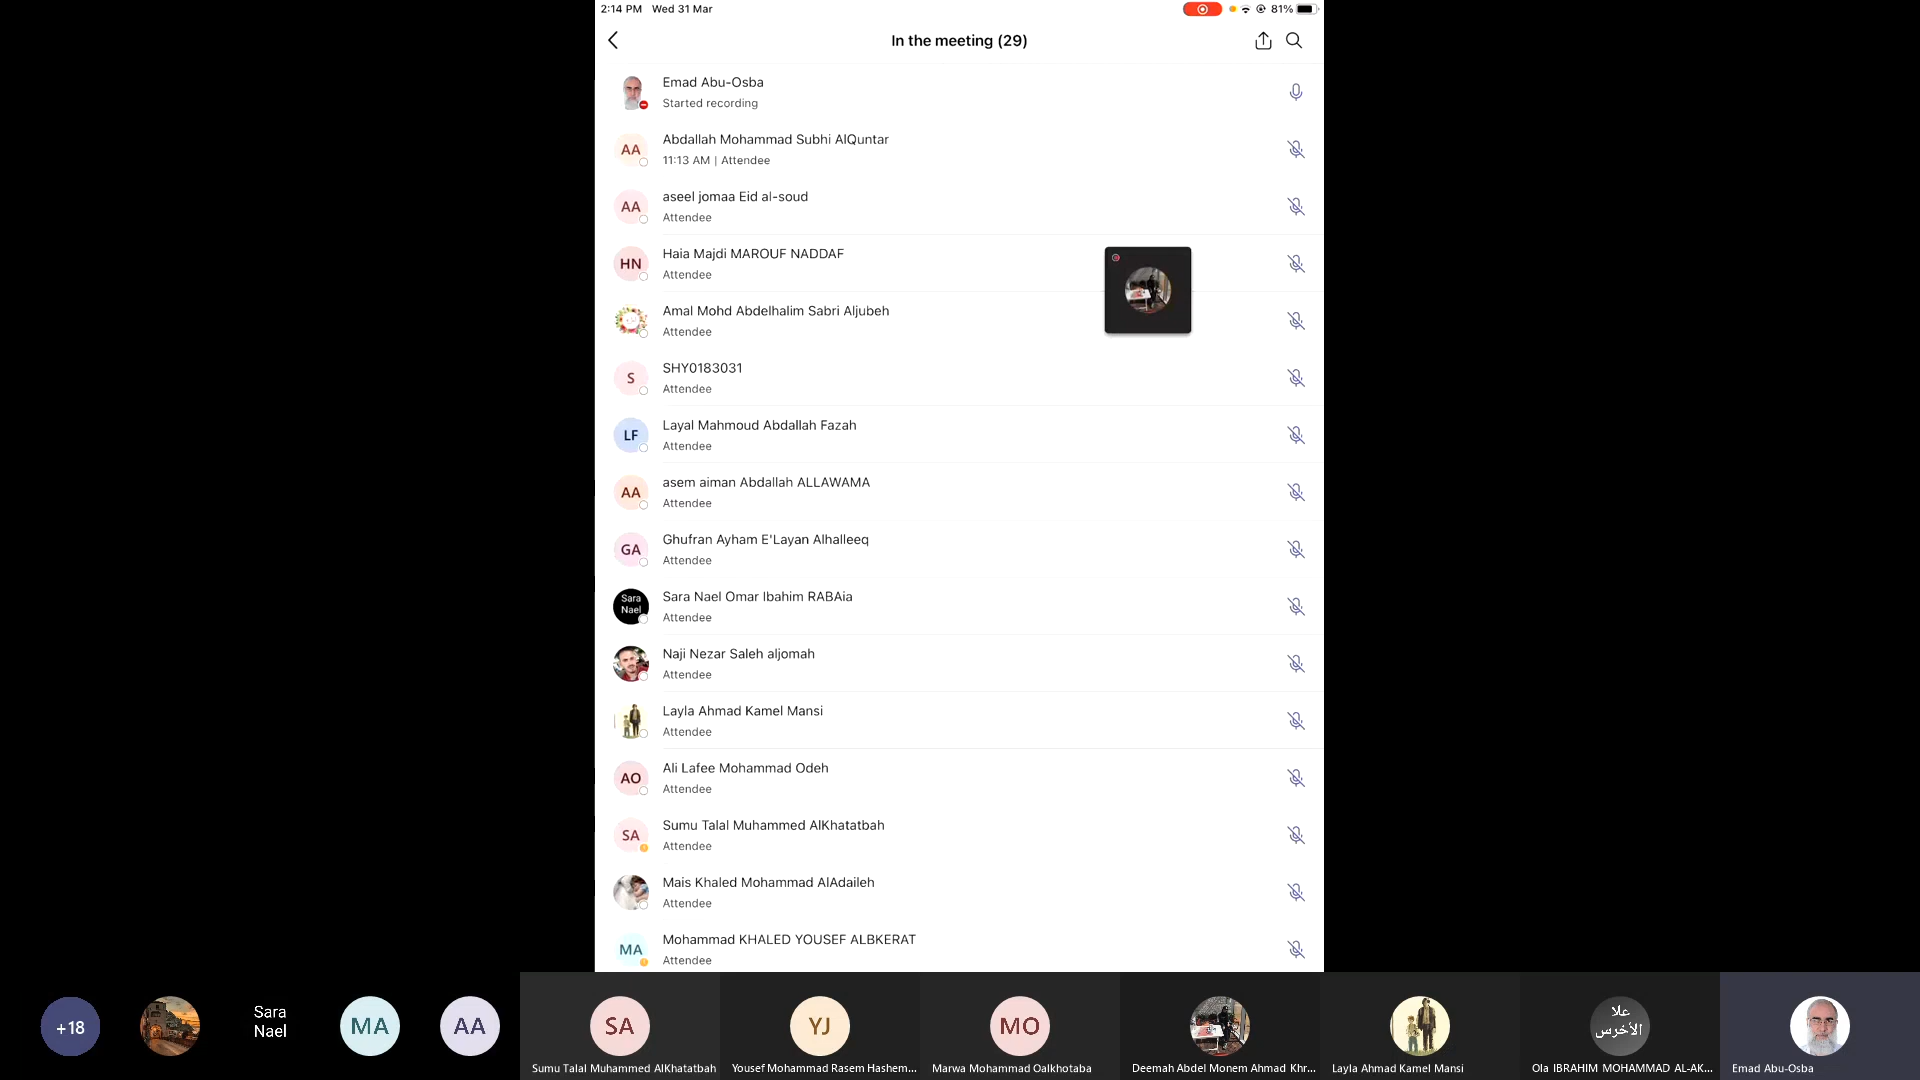 2:14 PM Wed 31 Mar
81%
In the meeting (29)
Emad Abu-Osba
Started recording
AA
Abdallah Mohammad Subhi AlQuntar
11:13 AM | Attendee
AA
aseel jomaa Eid al-soud
Attendee
HN
Haia Majdi MAROUF NADDAF
Attendee
Amal Mohd Abdelhalim Sabri Aljubeh
Attendee
S
SHY0183031
Attendee
LF
Layal Mahmoud Abdallah Fazah
Attendee
AA
asem aiman Abdallah ALLAWAMA
Attendee
GA
Ghufran Ayham E'Layan Alhalleeq
Attendee
Sara
Nael
Sara Nael Omar Ibahim RABAia
Attendee
Naji Nezar Saleh aljomah
Attendee
Layla Ahmad Kamel Mansi
Attendee
AO
Ali Lafee Mohammad Odeh
Attendee
SA
Sumu Talal Muhammed AlKhatatbah
Attendee
Mais Khaled Mohammad AlAdaileh
Attendee
MA
Mohammad KHALED YOUSEF ALBKERAT
Attendee
+18
Sara
Nael
MA
AA
SA
Sumu Talal Muhammed AlKhatatbah
YJ
Yousef Mohammad Rasem Hashem...
MO
Marwa Mohammad Oalkhotaba
Deemah Abdel Monem Ahmad Khr...
Layla Ahmad Kamel Mansi
علا
الأخرس
Ola IBRAHIM MOHAMMAD AL-AK...
Emad Abu-Osba